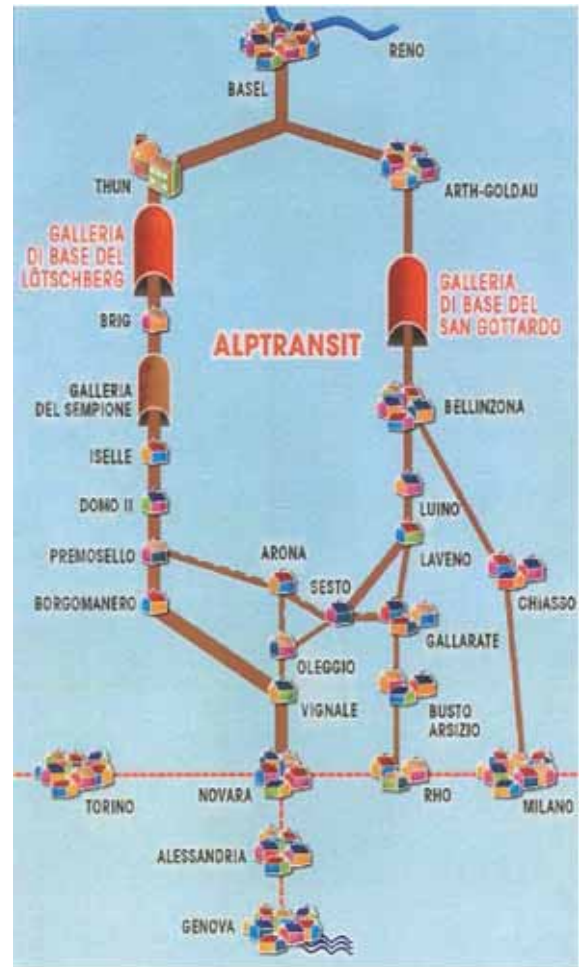 RENO
BASEL
THUN
ARTH-GOLDAU
GALLERIA
DI BASE DEL
LÖTSCHBERG
GALLERIA
DI BASE DEL
SAN GOTTARDO
BRIG
ALPTRANSIT
GALLERIA
DEL SEMPIONE
BELLINZONA
ISELLE
LUINO
DOMO II
PREMOSELLO
ARONA
SESTO
LAVENO
CHIASSO
BORGOMANERO
GALLARATE
OLEGGIO
VIGNALE
BUSTO
ARSIZIO
TORINO
NOVARA
RHO
MILANO
ALESSANDRIA
GENOVA